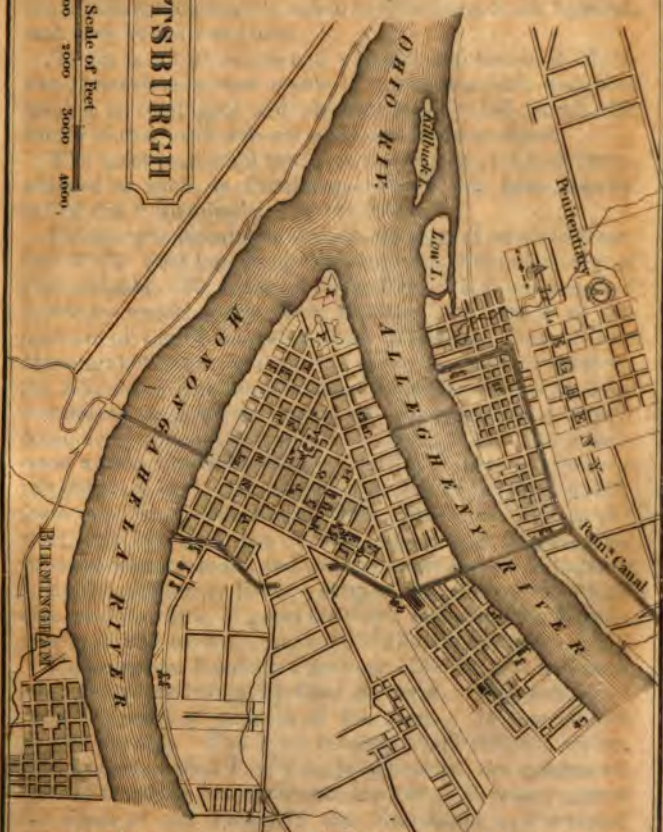 TSBURGH
Scale of Feet
2000 3000 4000
OHIO RIV.
Killbuck
Low I.
Penitentiary
ALLEGHENY
Penn.ª Canal
ALLEGHENY RIVER
MONONGAHELA RIVER
BIRMINGHAM